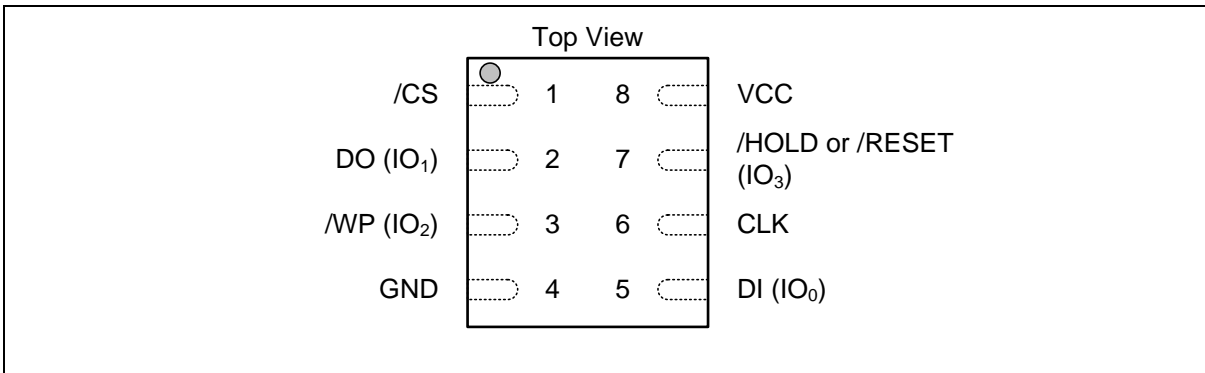 Top View
/CS 1 8 VCC
DO (IO₁) 2 7 /HOLD or /RESET
(IO₃)
/WP (IO₂) 3 6 CLK
GND 4 5 DI (IO₀)